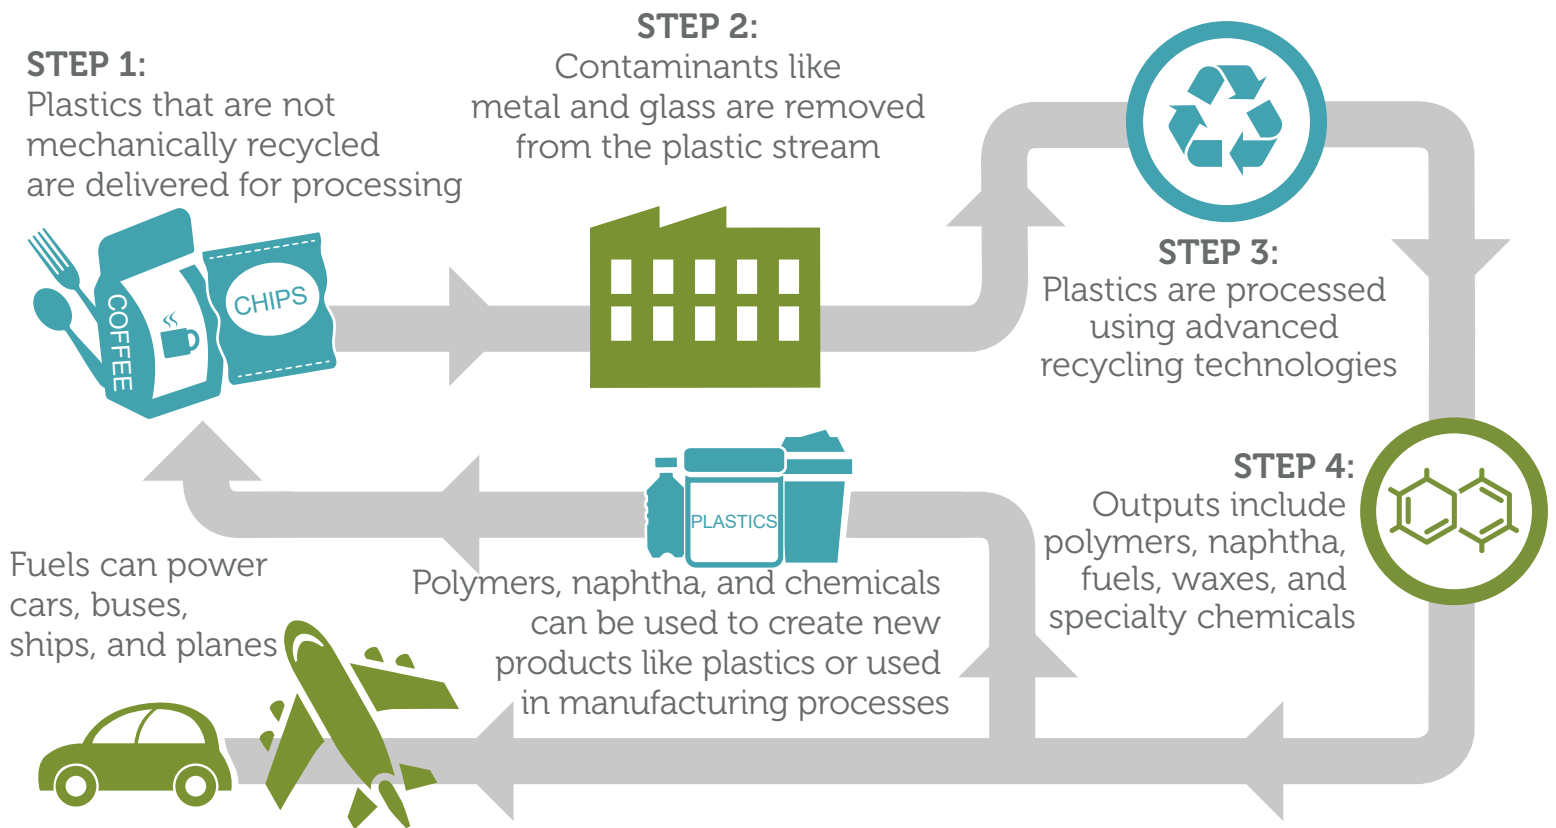 STEP 1:
Plastics that are not
mechanically recycled
are delivered for processing
STEP 2:
Contaminants like
metal and glass are removed
from the plastic stream
COFFEE
CHIPS
STEP 3:
Plastics are processed
using advanced
recycling technologies
STEP 4:
Outputs include
polymers, naphtha,
fuels, waxes, and
specialty chemicals
PLASTICS
Polymers, naphtha, and chemicals
can be used to create new
products like plastics or used
in manufacturing processes
Fuels can power
cars, buses,
ships, and planes